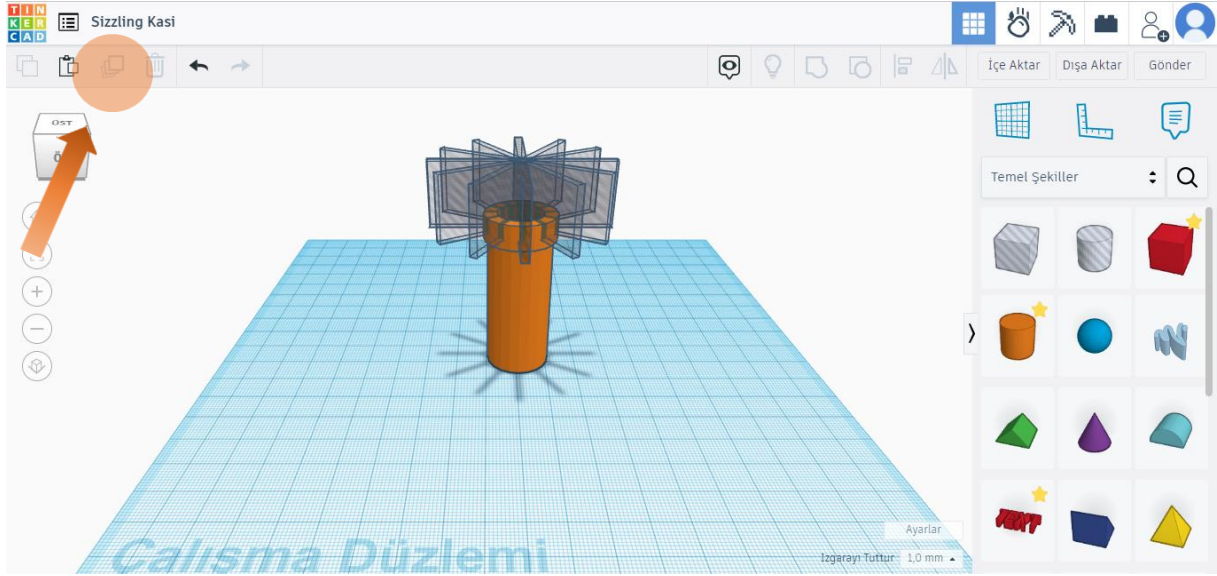 TIN
KER
CAD
Sizzling Kasi
İçe Aktar
Dışa Aktar
Gönder
ÜST
Temel Şekiller
TEXT
Ayarlar
Izgarayı Tuttur 1,0 mm
Çalışma Düzlemi